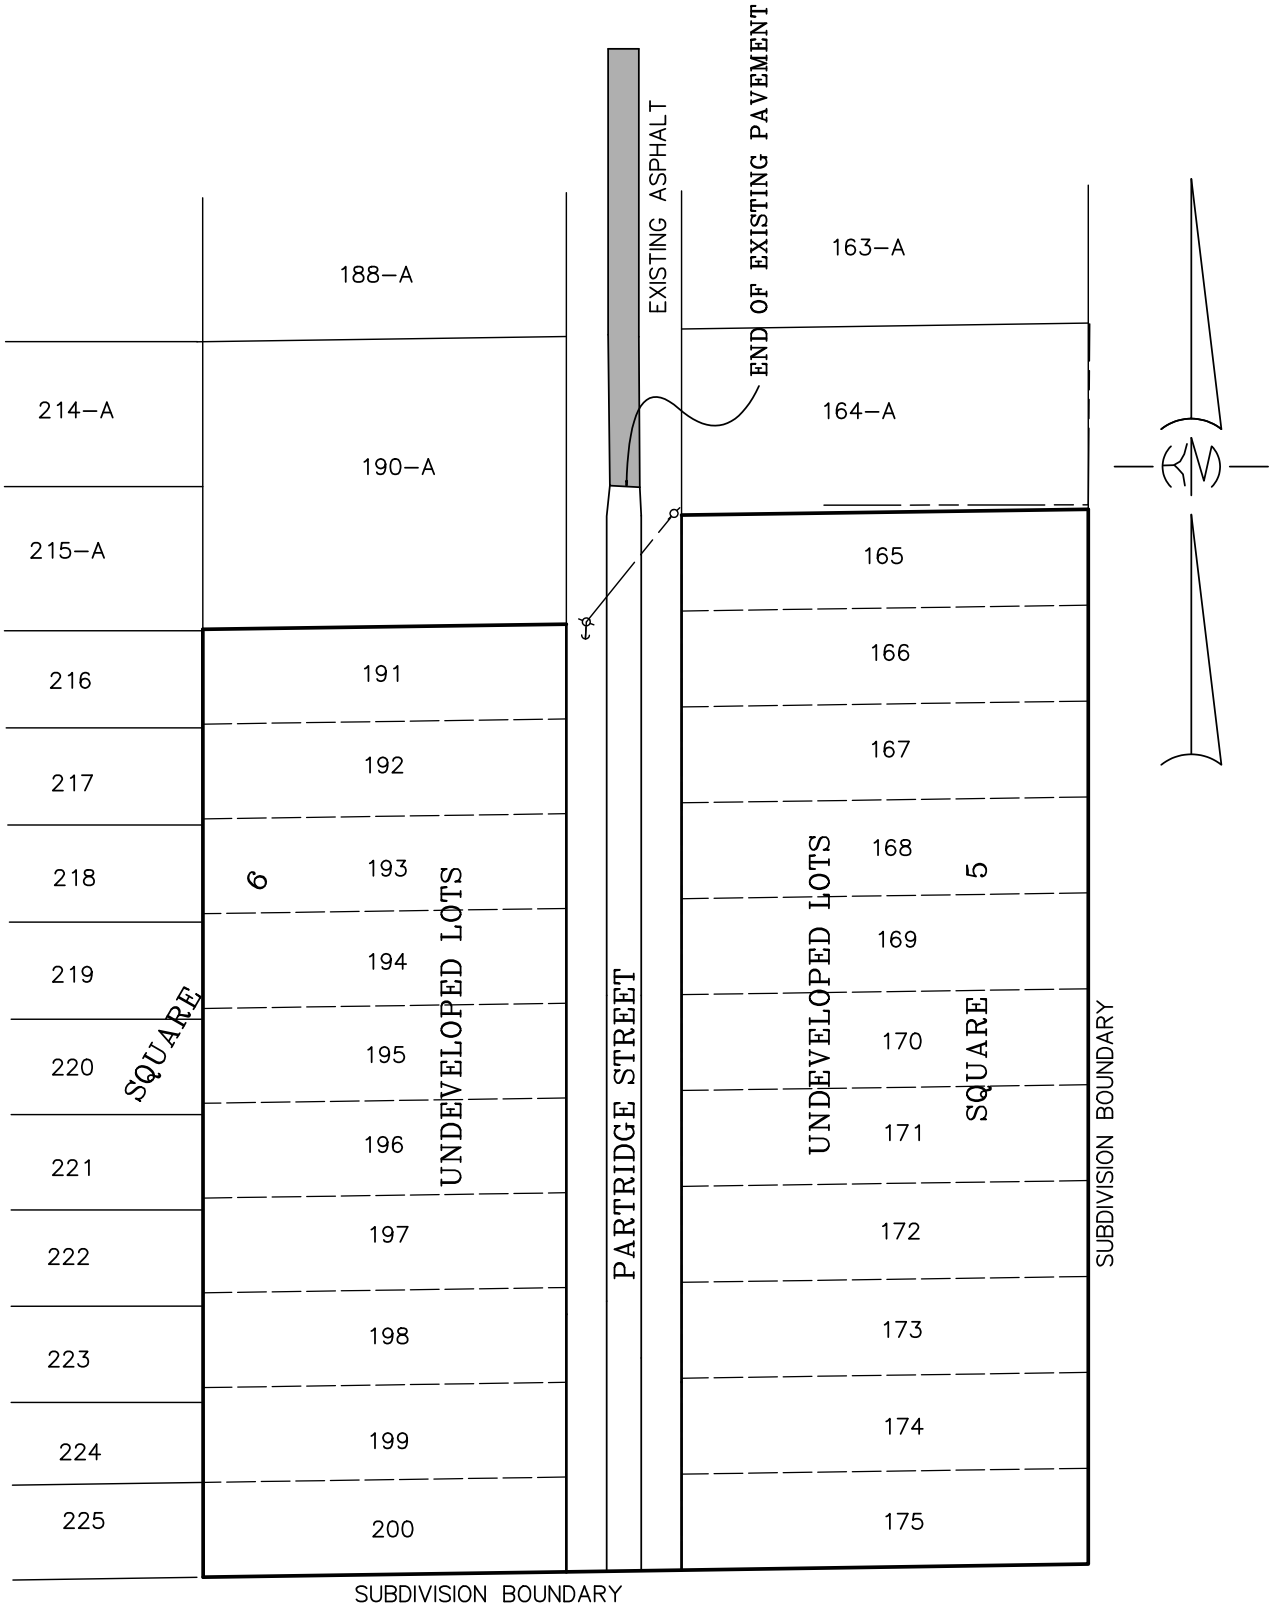 END OF EXISTING PAVEMENT
EXISTING ASPHALT
188-A
163-A
214-A
190-A
164-A
215-A
165
216
191
166
217
192
167
218
6
193
168
5
219
194
169
SQUARE
UNDEVELOPED LOTS
PARTRIDGE STREET
UNDEVELOPED LOTS
SQUARE
SUBDIVISION BOUNDARY
220
195
170
221
196
171
222
197
172
223
198
173
224
199
174
225
200
175
SUBDIVISION BOUNDARY